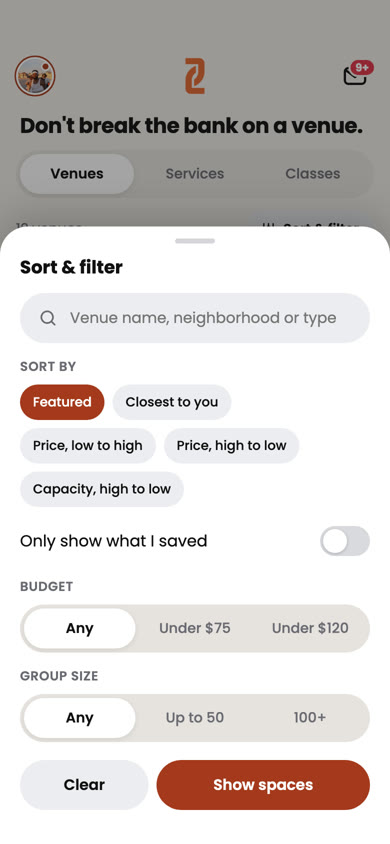 9+
Don't break the bank on a venue.
Venues Services Classes
Sort & filter
Venue name, neighborhood or type
SORT BY
Featured Closest to you
Price, low to high Price, high to low
Capacity, high to low
Only show what I saved
BUDGET
Any Under $75 Under $120
GROUP SIZE
Any Up to 50 100+
Clear Show spaces